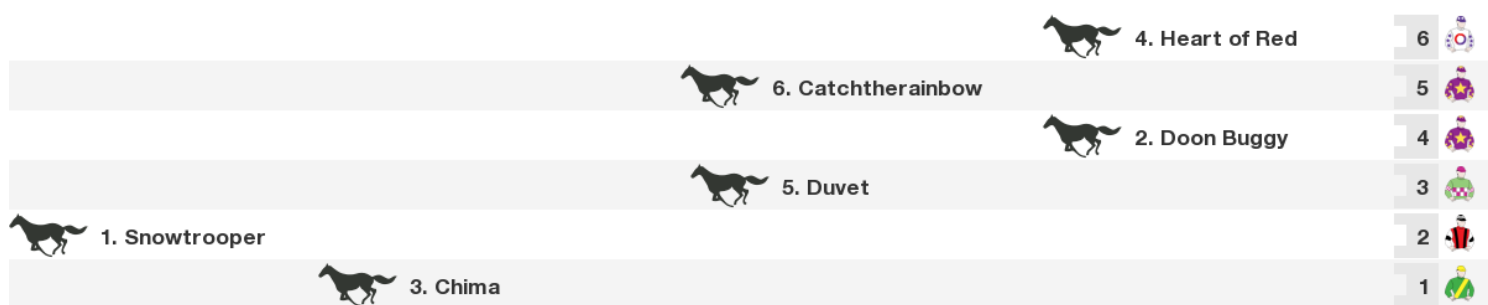 4. Heart of Red 6
6. Catchtherainbow 5
2. Doon Buggy 4
5. Duvet 3
1. Snowtrooper 2
3. Chima 1